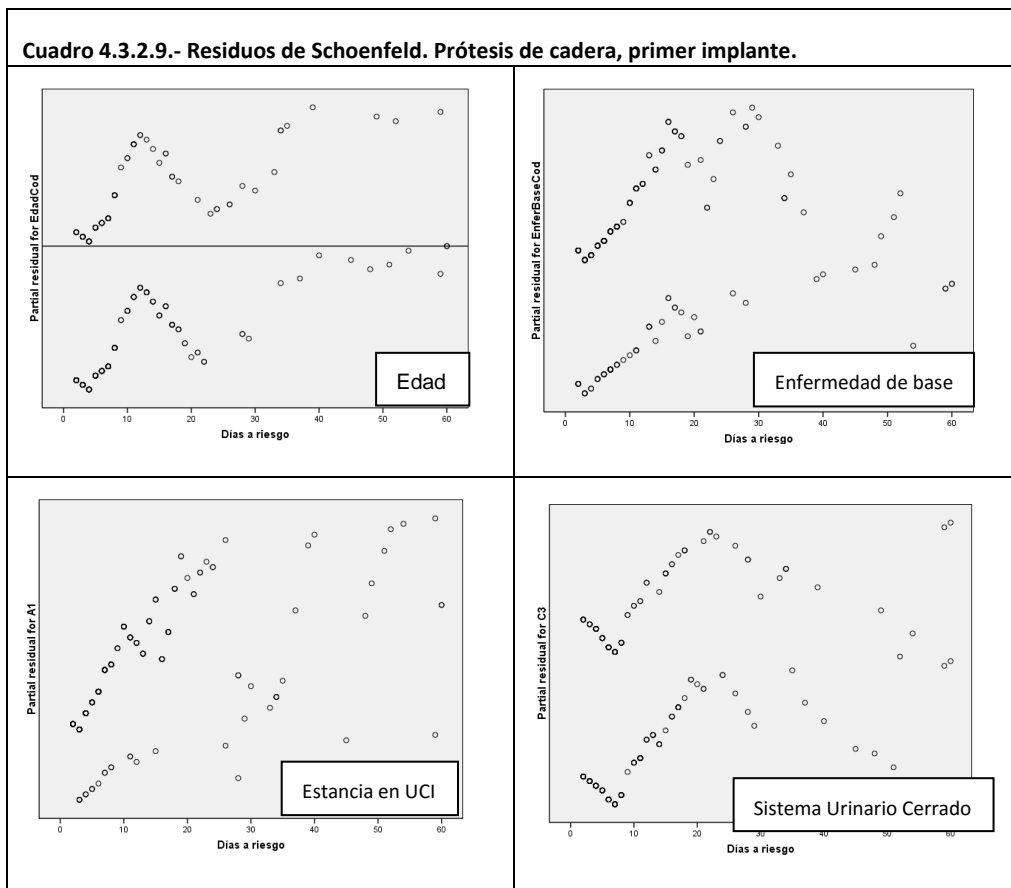 Cuadro 4.3.2.9.- Residuos de Schoenfeld. Prótesis de cadera, primer implante.
Partial residual for EdadCod
Edad
0 10 20 30 40 50 60
Días a riesgo
Partial residual for EnferBaseCod
Enfermedad de base
0 10 20 30 40 50 60
Días a riesgo
Partial residual for A1
Estancia en UCI
0 10 20 30 40 50 60
Días a riesgo
Partial residual for C3
Sistema Urinario Cerrado
0 10 20 30 40 50 60
Días a riesgo